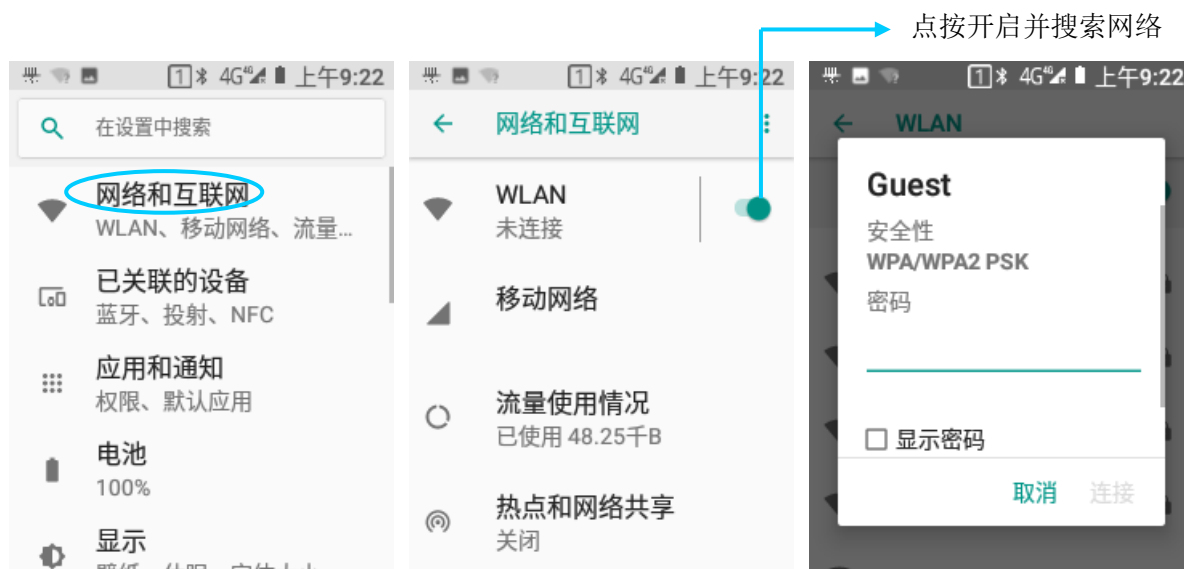 点按开启并搜索网络
1 4G 4G 上午9:22
在设置中搜索
网络和互联网
WLAN、移动网络、流量...
已关联的设备
蓝牙、投射、NFC
应用和通知
权限、默认应用
电池
100%
显示
1 4G 4G 上午9:22
网络和互联网
WLAN
未连接
移动网络
流量使用情况
已使用 48.25千B
热点和网络共享
关闭
1 4G 4G 上午9:22
WLAN
Guest
安全性
WPA/WPA2 PSK
密码
显示密码
取消 连接